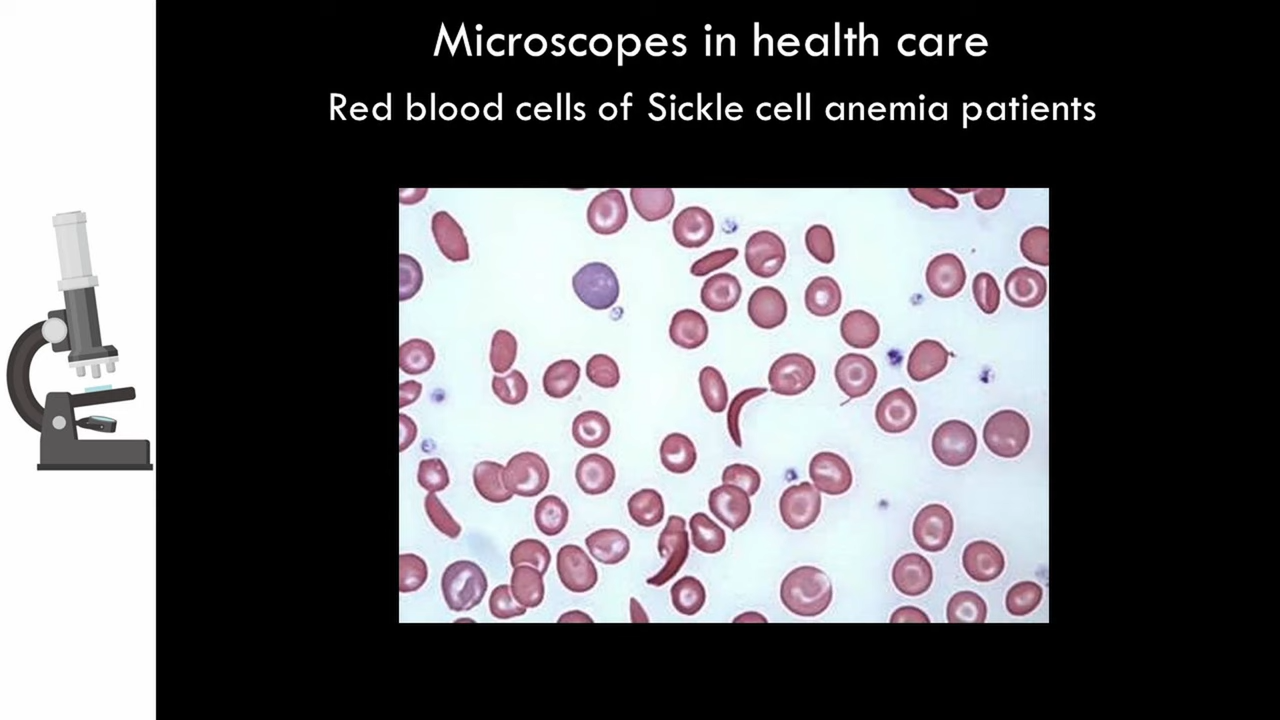 Microscopes in health care
Red blood cells of Sickle cell anemia patients